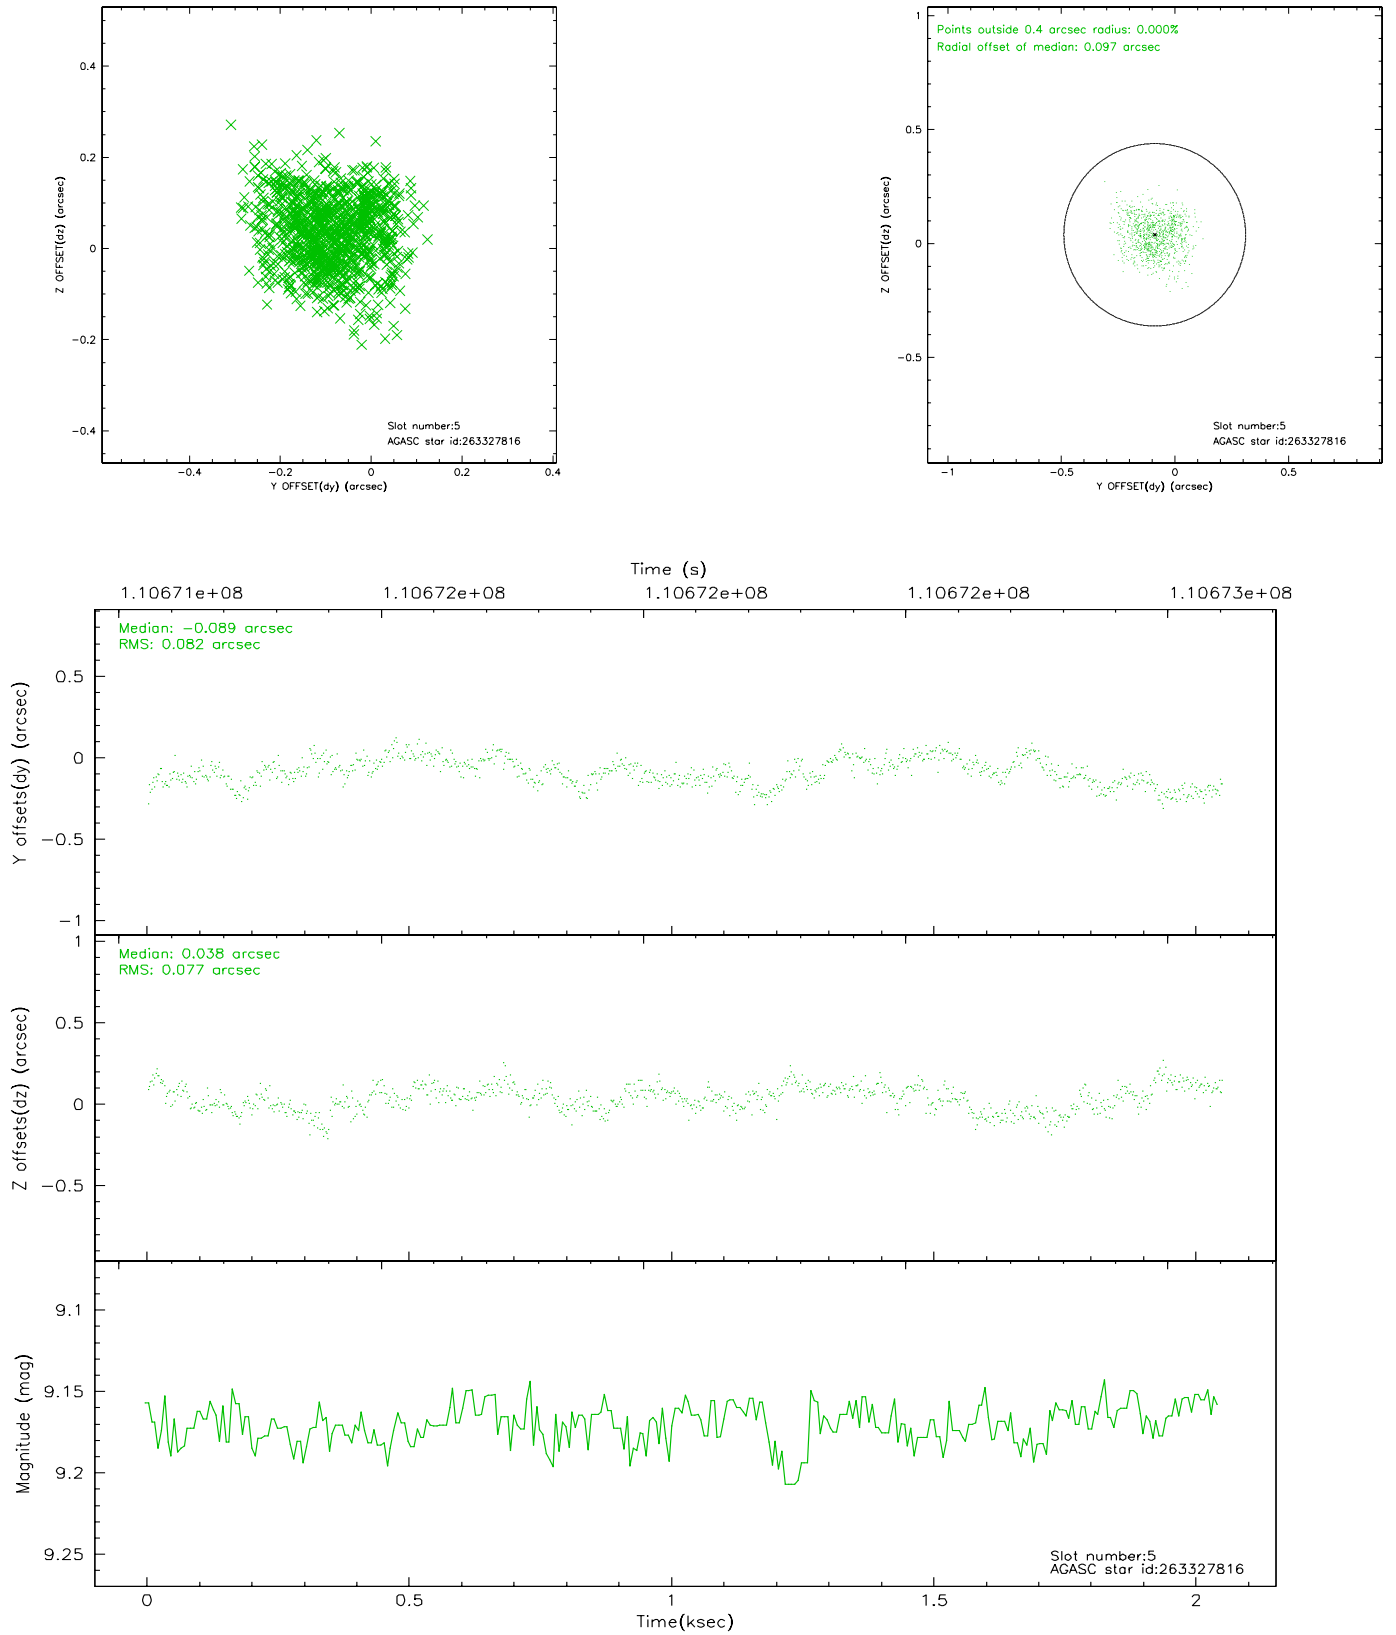 0.4
0.2
0
−0.2
−0.4
Z OFFSET(dz) (arcsec)
Slot number:5
AGASC star id:263327816
−0.4 −0.2 0 0.2 0.4
Y OFFSET(dy) (arcsec)
Points outside 0.4 arcsec radius: 0.000%
Radial offset of median: 0.097 arcsec
1
0.5
0
−0.5
Z OFFSET(dz) (arcsec)
Slot number:5
AGASC star id:263327816
−1 −0.5 0 0.5 1
Y OFFSET(dy) (arcsec)
Time (s)
1.10671e+08 1.10672e+08 1.10672e+08 1.10672e+08 1.10673e+08
Median: −0.089 arcsec
RMS: 0.082 arcsec
0.5
0
−0.5
−1
Y offsets(dy) (arcsec)
Median: 0.038 arcsec
RMS: 0.077 arcsec
1
0.5
0
−0.5
Z offsets(dz) (arcsec)
9.1
9.15
9.2
9.25
Magnitude (mag)
Slot number:5
AGASC star id:263327816
0 0.5 1 1.5 2
Time(ksec)